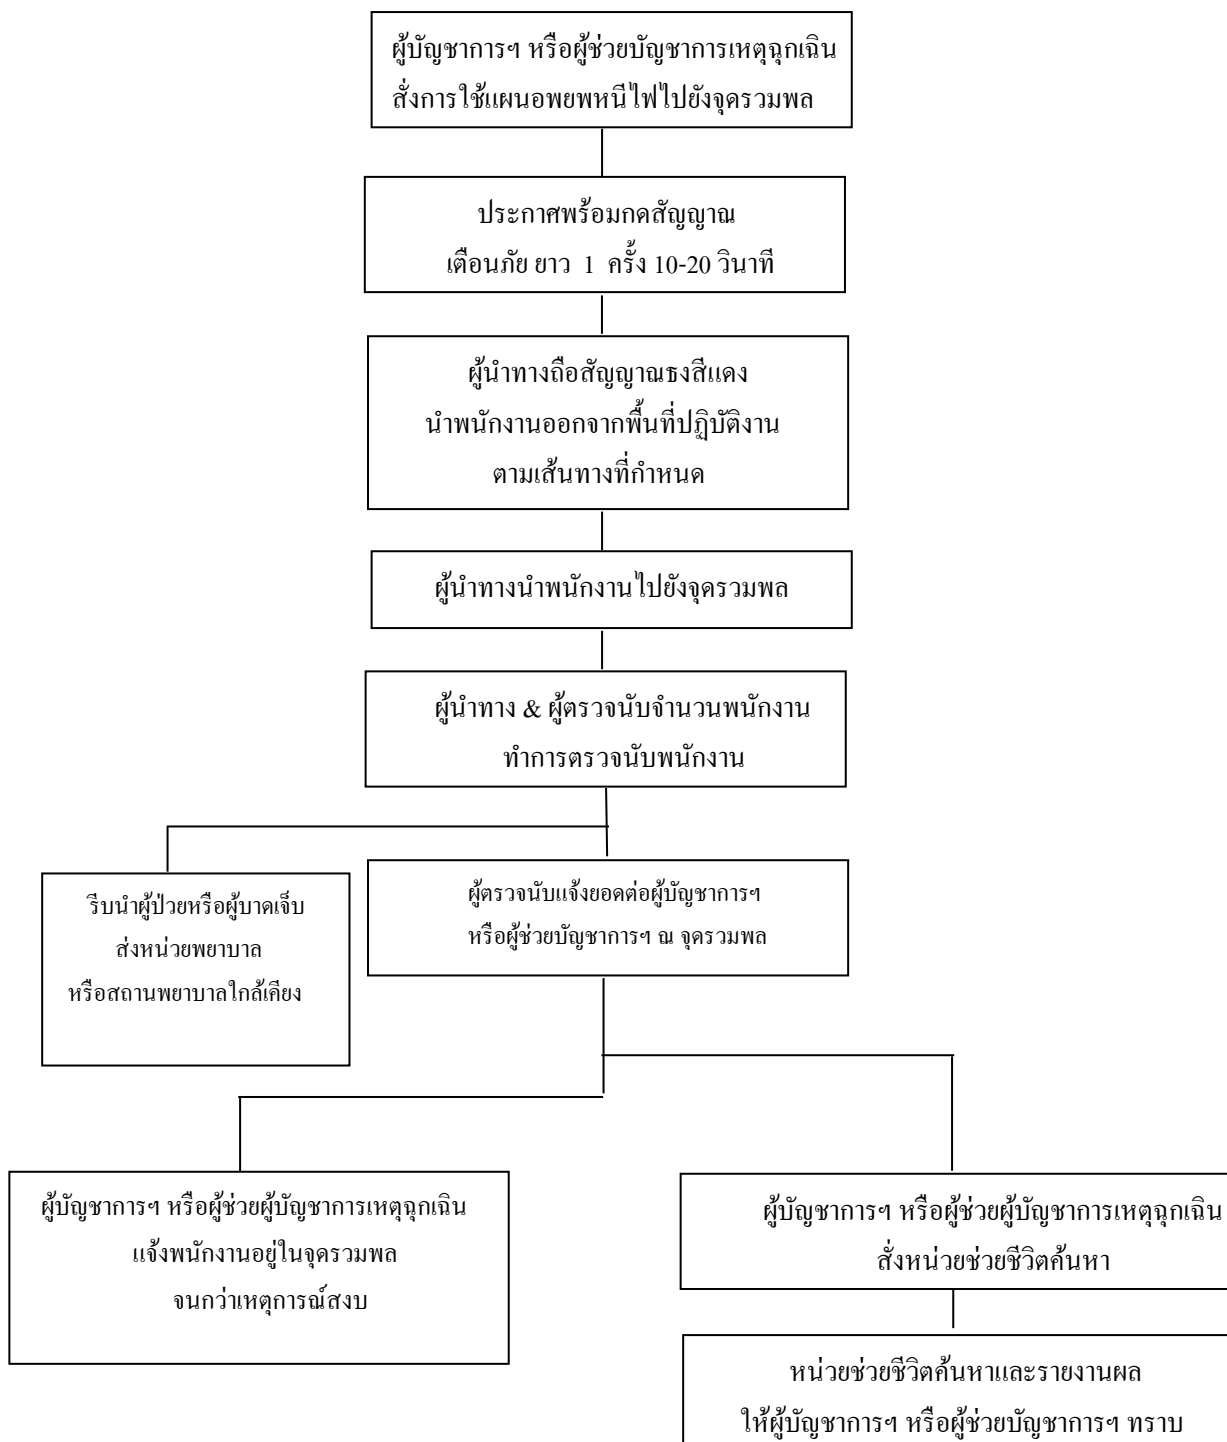 ผู้บัญชาการฯ หรือผู้ช่วยบัญชาการเหตุฉุกเฉิน
สั่งการใช้แผนอพยพหนีไฟไปยังจุดรวมพล
ประกาศพร้อมกดสัญญาณ
เตือนภัย ยาว 1 ครั้ง 10-20 วินาที
ผู้นำทางถือสัญญาณธงสีแดง
นำพนักงานออกจากพื้นที่ปฏิบัติงาน
ตามเส้นทางที่กำหนด
ผู้นำทางนำพนักงานไปยังจุดรวมพล
ผู้นำทาง & ผู้ตรวจนับจำนวนพนักงาน
ทำการตรวจนับพนักงาน
รีบนำผู้ป่วยหรือผู้บาดเจ็บ
ส่งหน่วยพยาบาล
หรือสถานพยาบาลใกล้เคียง
ผู้ตรวจนับแจ้งยอดต่อผู้บัญชาการฯ
หรือผู้ช่วยบัญชาการฯ ณ จุดรวมพล
ผู้บัญชาการฯ หรือผู้ช่วยผู้บัญชาการเหตุฉุกเฉิน
แจ้งพนักงานอยู่ในจุดรวมพล
จนกว่าเหตุการณ์สงบ
ผู้บัญชาการฯ หรือผู้ช่วยผู้บัญชาการเหตุฉุกเฉิน
สั่งหน่วยช่วยชีวิตค้นหา
หน่วยช่วยชีวิตค้นหาและรายงานผล
ให้ผู้บัญชาการฯ หรือผู้ช่วยบัญชาการฯ ทราบ